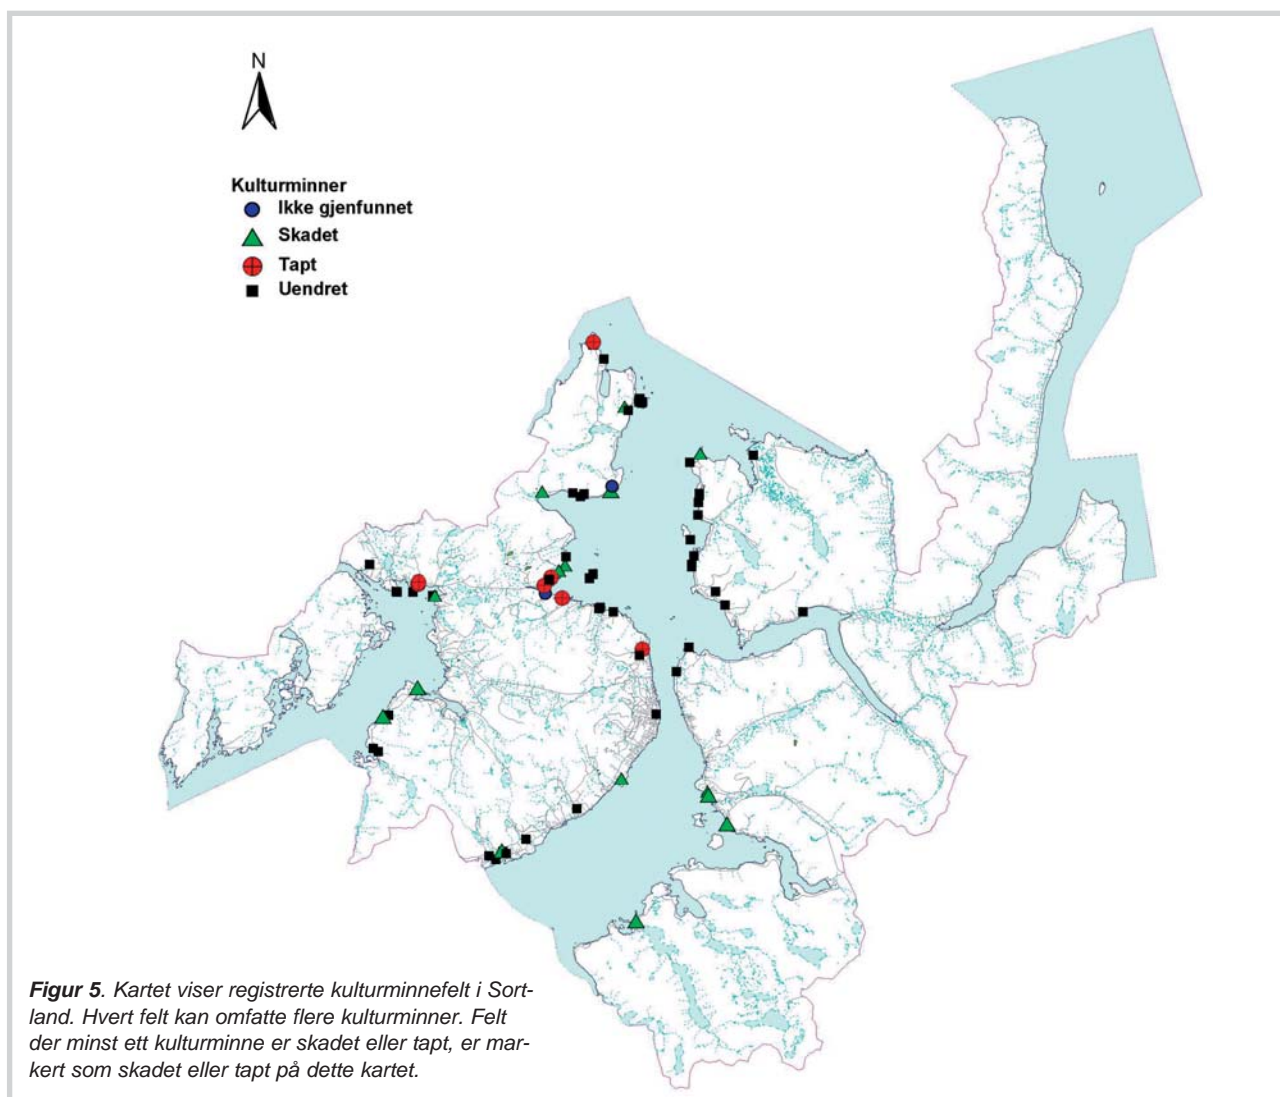 N
Kulturminner
Ikke gjenfunnet
Skadet
Tapt
Uendret
Figur 5. Kartet viser registrerte kulturminnefelt i Sort-
land. Hvert felt kan omfatte flere kulturminner. Felt
der minst ett kulturminne er skadet eller tapt, er mar-
kert som skadet eller tapt på dette kartet.